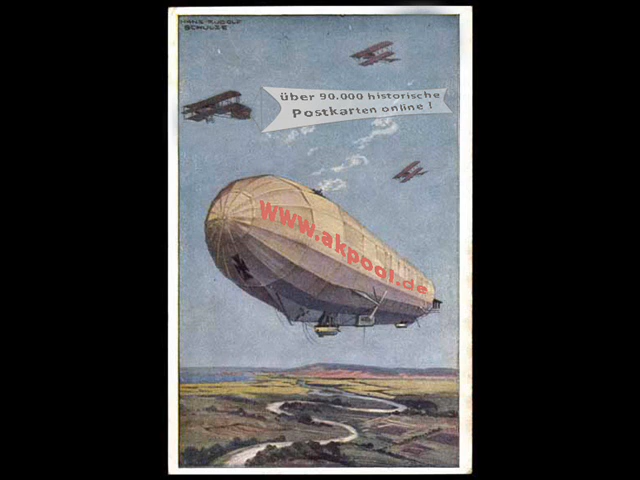 HANS RUDOLF
SCHULZE
über 90.000 historische
Postkarten online !
www.akpool.de